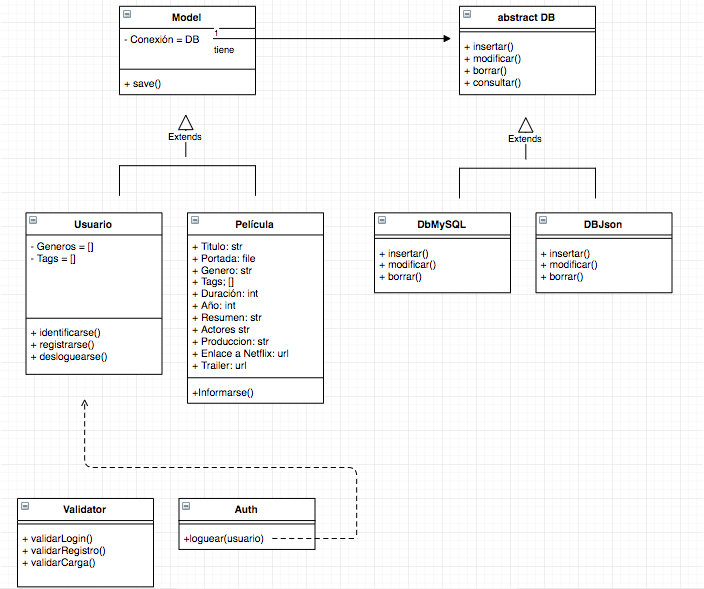 Model
- Conexión = DB
+ save()
1
tiene
abstract DB
+ insertar()
+ modificar()
+ borrar()
+ consultar()
Extends
Extends
Usuario
- Generos = []
- Tags = []
+ identificarse()
+ registrarse()
+ desloguearse()
Película
+ Titulo: str
+ Portada: file
+ Genero: str
+ Tags; []
+ Duración: int
+ Año: int
+ Resumen: str
+ Actores str
+ Produccion: str
+ Enlace a Netflix: url
+ Trailer: url
+Informarse()
DbMySQL
+ insertar()
+ modificar()
+ borrar()
DBJson
+ insertar()
+ modificar()
+ borrar()
Validator
+ validarLogin()
+ validarRegistro()
+ validarCarga()
Auth
+loguear(usuario)